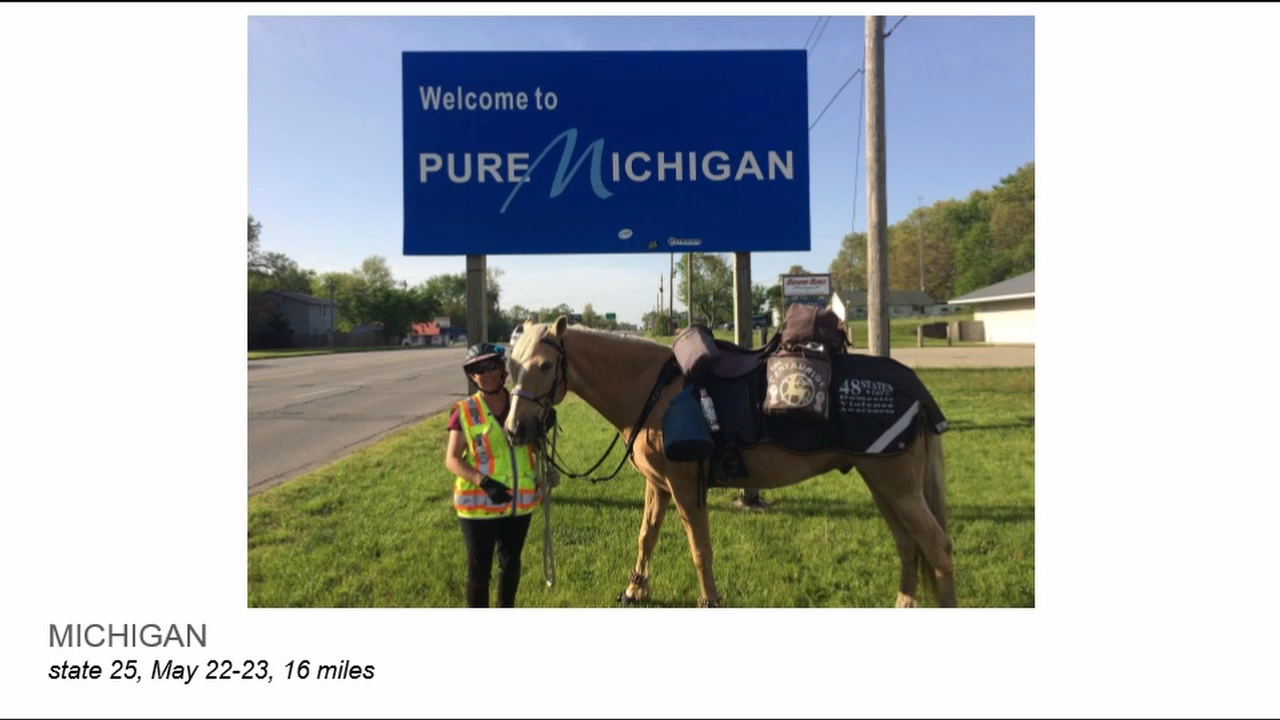 Welcome to
PURE MICHIGAN
48 STATES
Domestic
Violence
Awareness
MICHIGAN
state 25, May 22-23, 16 miles